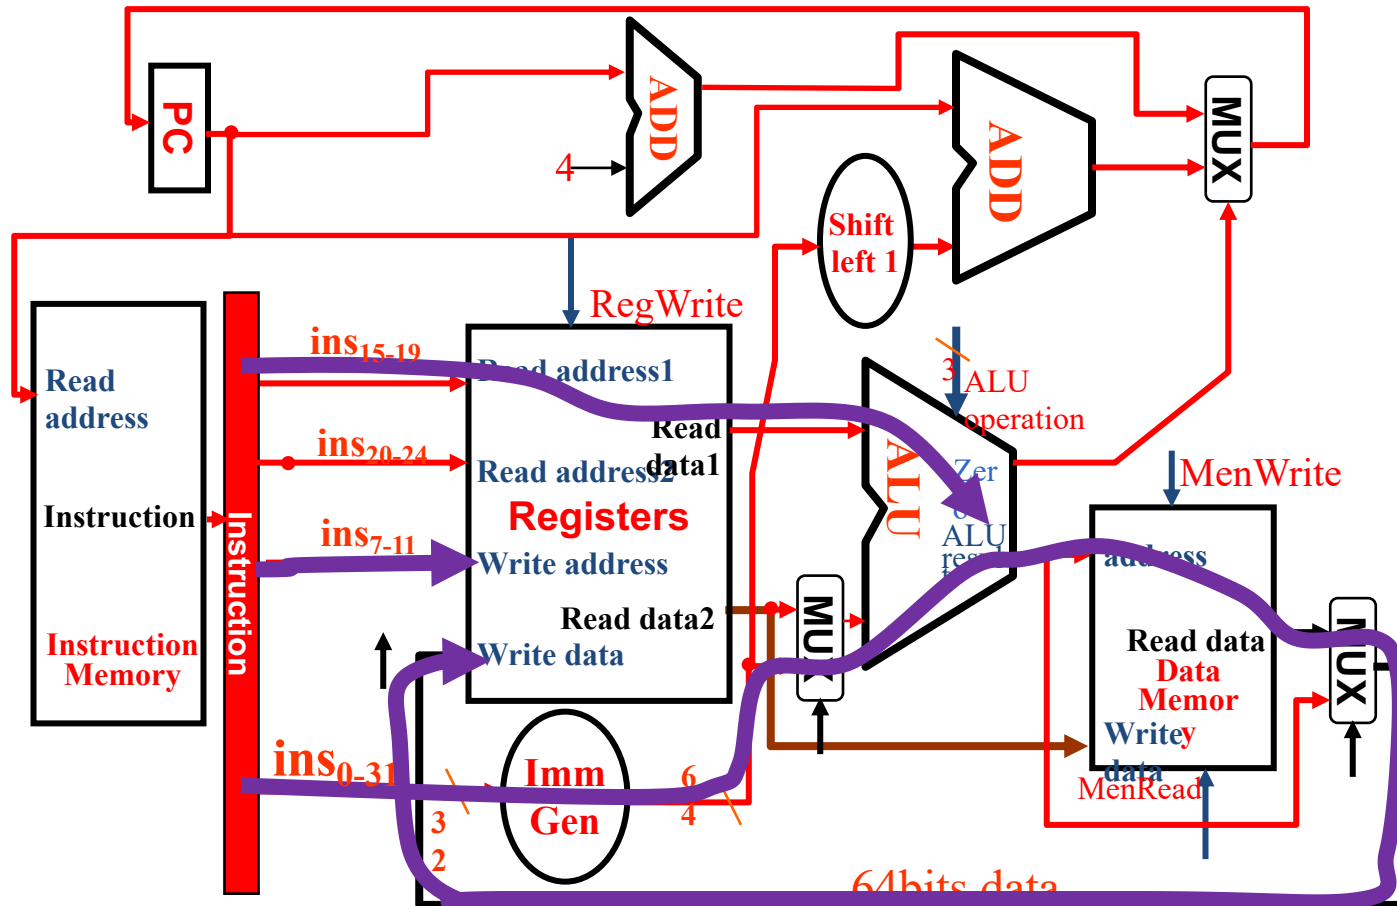 PC
ADD
4
ADD
MUX
Shift
left 1
RegWrite
ins15-19
Read address1
3
ALU
operation
Read
address
Read
data1
ins20-24
Read address2
ALU
Zer
o
ALU
MenWrite
Instruction
Instruction
Registers
ins7-11
Write address
address
MUX
Read data2
Read data
MUX
Instruction
Memory
Write data
Data
Memor
y
Write
data
MenRead
ins0-31
Imm
Gen
3
2
6
4
64bits data